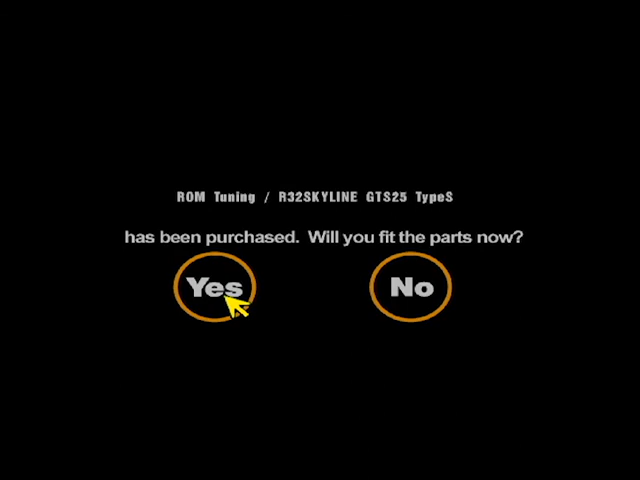 ROM Tuning / R32SKYLINE GTS25 TypeS
has been purchased. Will you fit the parts now?
Yes No